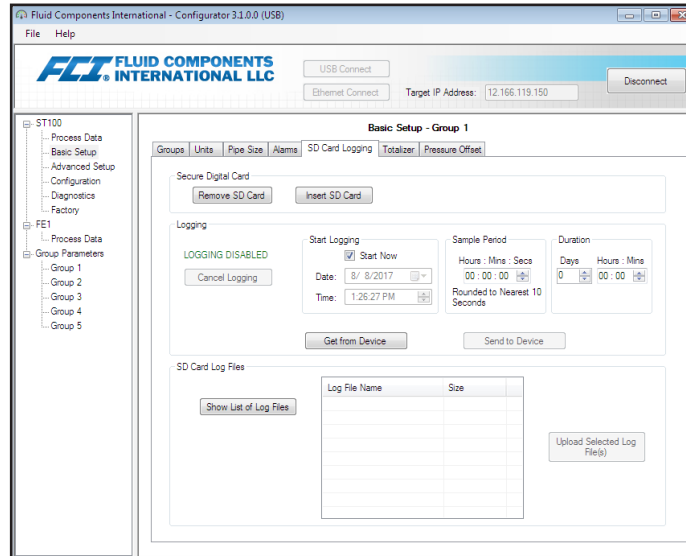 Fluid Components International - Configurator 3.1.0.0 (USB)
File Help
FCI® FLUID COMPONENTS
INTERNATIONAL LLC
USB Connect
Ethernet Connect
Target IP Address: 12.166.119.150
Disconnect
ST100
Process Data
Basic Setup
Advanced Setup
Configuration
Diagnostics
Factory
FE1
Process Data
Group Parameters
Group 1
Group 2
Group 3
Group 4
Group 5
Basic Setup - Group 1
Groups Units Pipe Size Alarms SD Card Logging Totalizer Pressure Offset
Secure Digital Card
Remove SD Card Insert SD Card
Logging
LOGGING DISABLED
Cancel Logging
Start Logging
Start Now
Date: 8/ 8/2017
Time: 1:26:27 PM
Sample Period
Hours : Mins : Secs
00 : 00 : 00
Rounded to Nearest 10
Seconds
Duration
Days Hours : Mins
0 00 : 00
Get from Device Send to Device
SD Card Log Files
Show List of Log Files
Log File Name Size
Upload Selected Log
File(s)